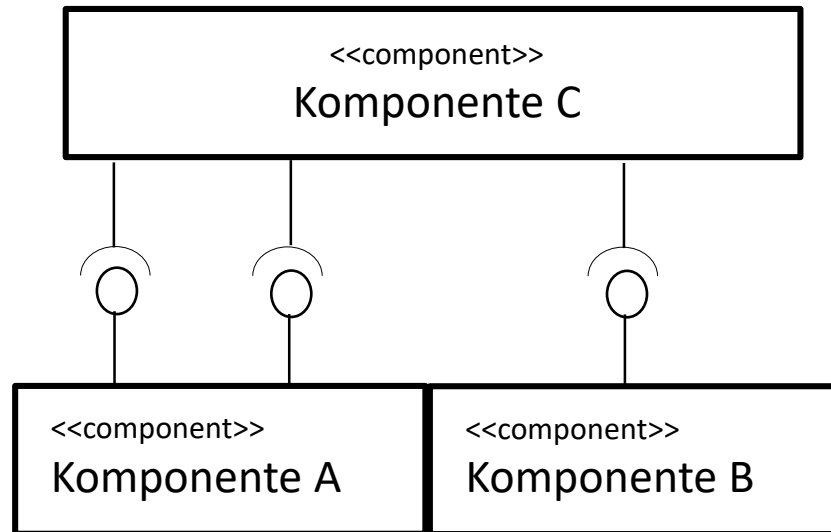 <<component>>
Komponente C
<<component>>
Komponente A
<<component>>
Komponente B